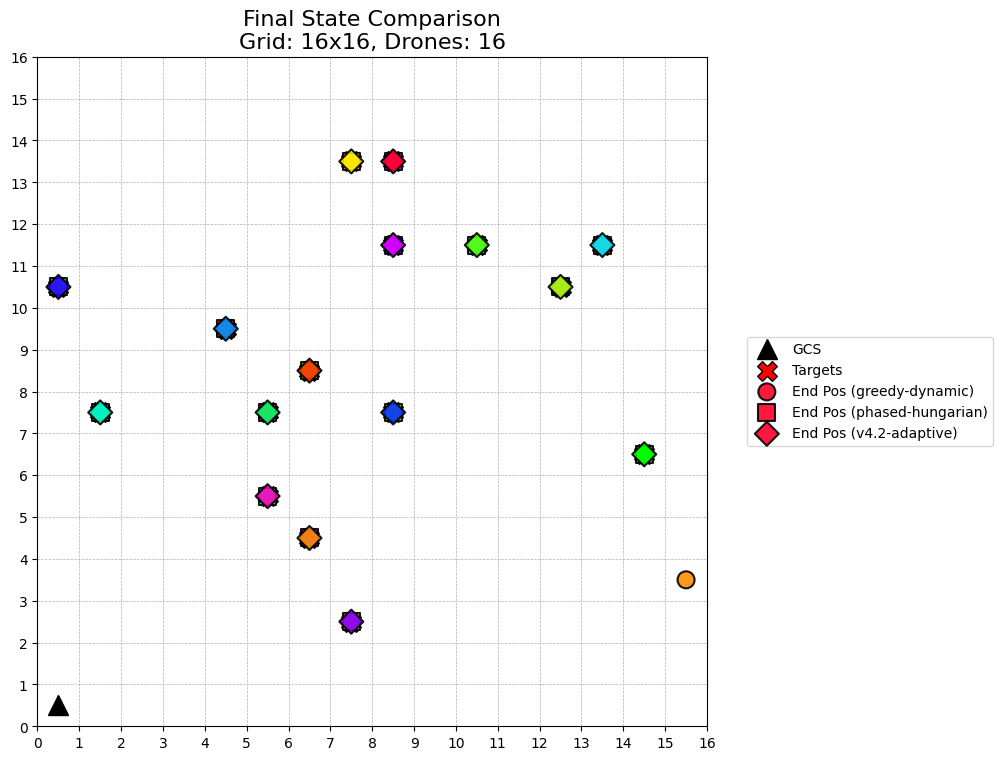 Final State Comparison
Grid: 16x16, Drones: 16
16
15
14
13
12
11
10
9
8
7
6
5
4
3
2
1
0
0 1 2 3 4 5 6 7 8 9 10 11 12 13 14 15 16
GCS
Targets
End Pos (greedy-dynamic)
End Pos (phased-hungarian)
End Pos (v4.2-adaptive)